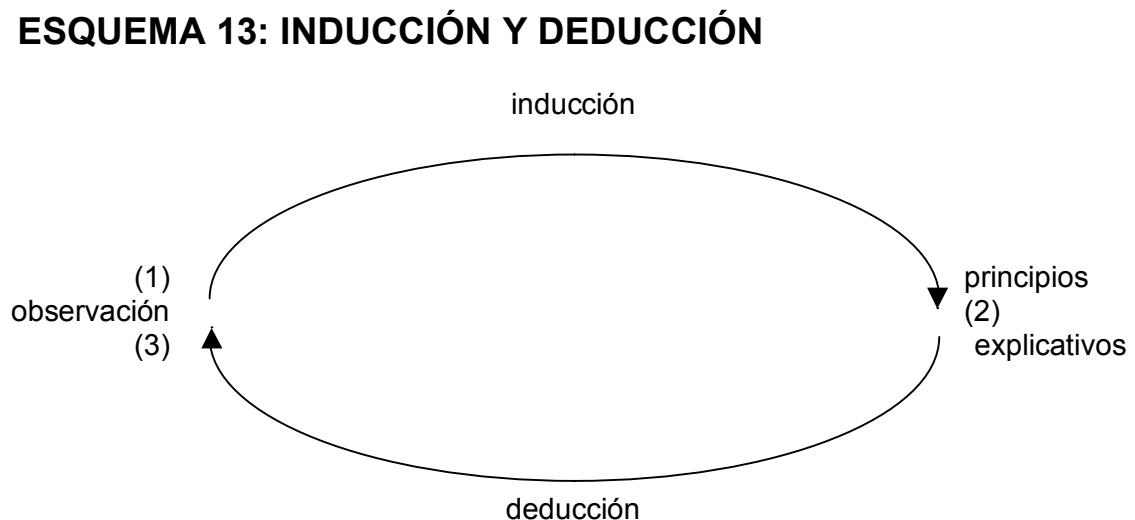 ESQUEMA 13: INDUCCIÓN Y DEDUCCIÓN
inducción
(1)
observación
(3)
principios
(2)
explicativos
deducción